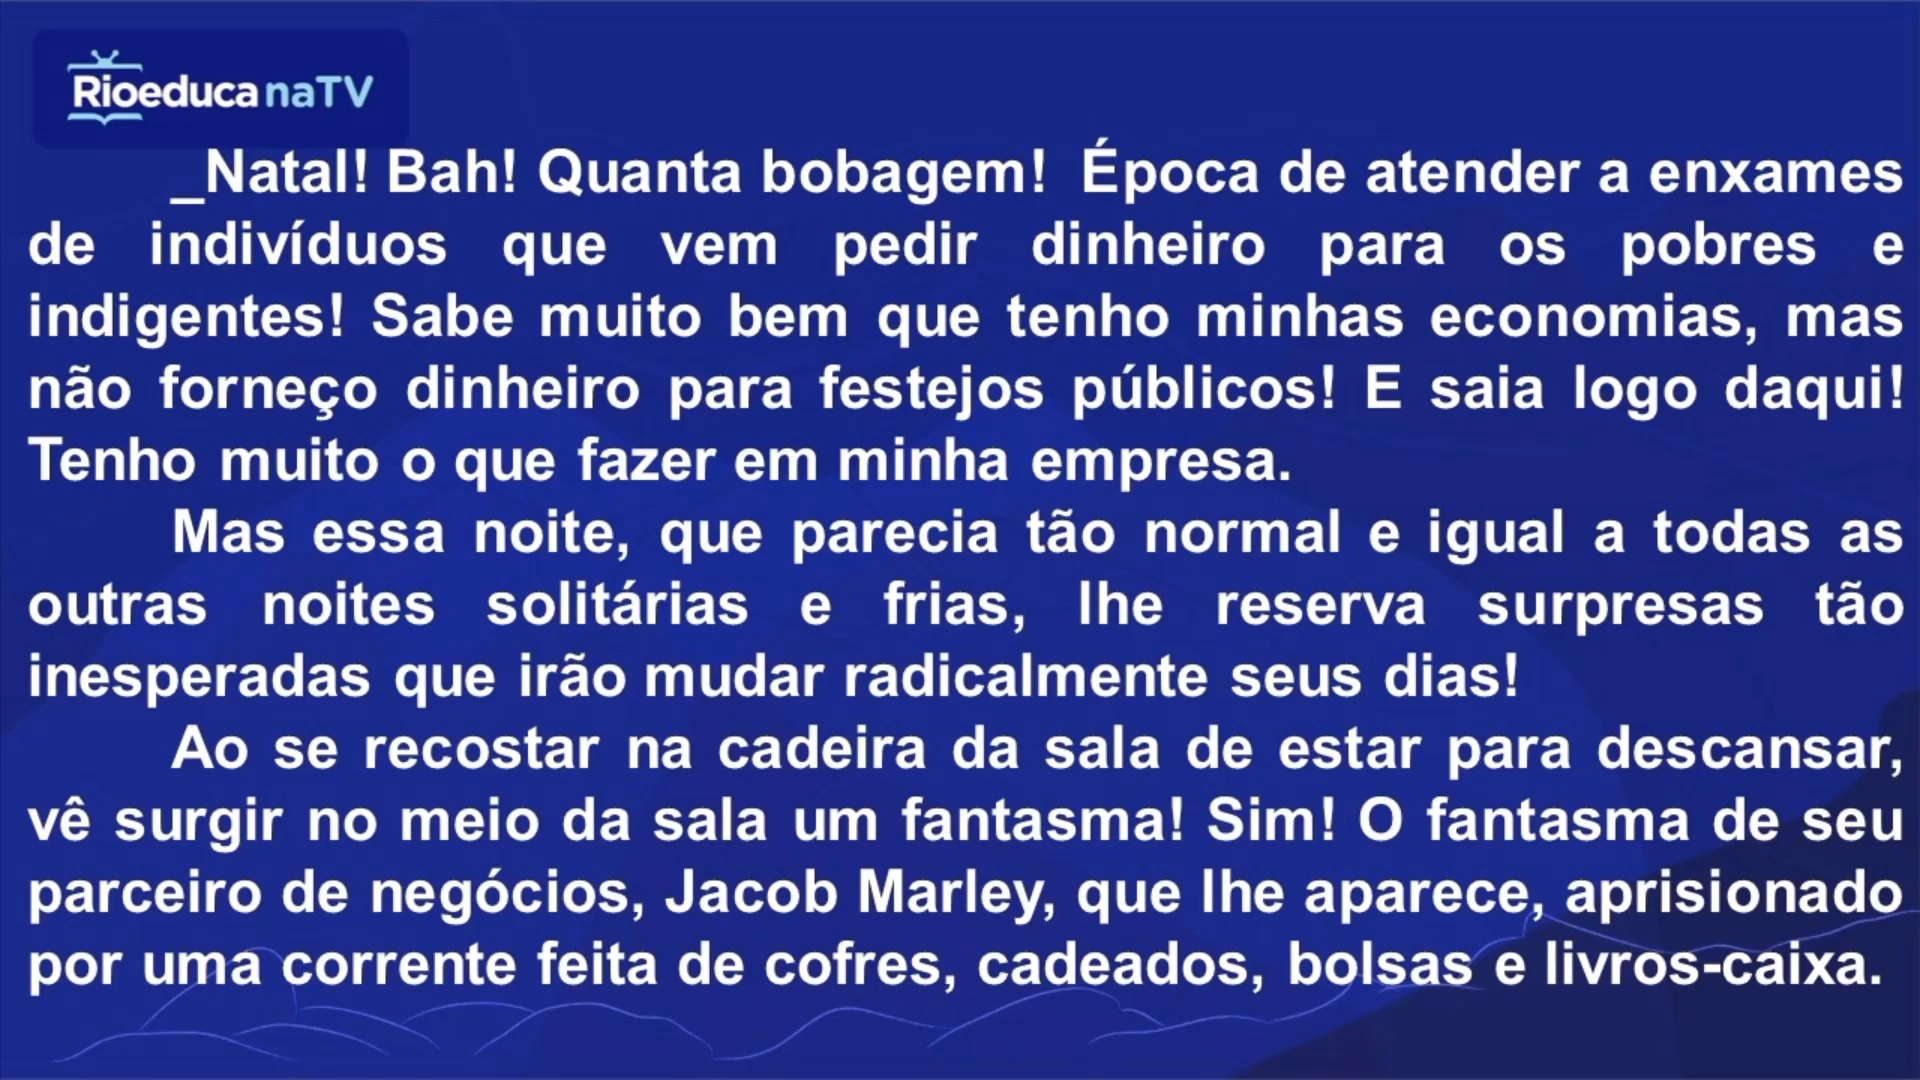 Rioeduca naTV
_Natal! Bah! Quanta bobagem! Época de atender a enxames
de indivíduos que vem pedir dinheiro para os pobres e
indigentes! Sabe muito bem que tenho minhas economias, mas
não forneço dinheiro para festejos públicos! E saia logo daqui!
Tenho muito o que fazer em minha empresa.
Mas essa noite, que parecia tão normal e igual a todas as
outras noites solitárias e frias, lhe reserva surpresas tão
inesperadas que irão mudar radicalmente seus dias!
Ao se recostar na cadeira da sala de estar para descansar,
vê surgir no meio da sala um fantasma! Sim! O fantasma de seu
parceiro de negócios, Jacob Marley, que lhe aparece, aprisionado
por uma corrente feita de cofres, cadeados, bolsas e livros-caixa.